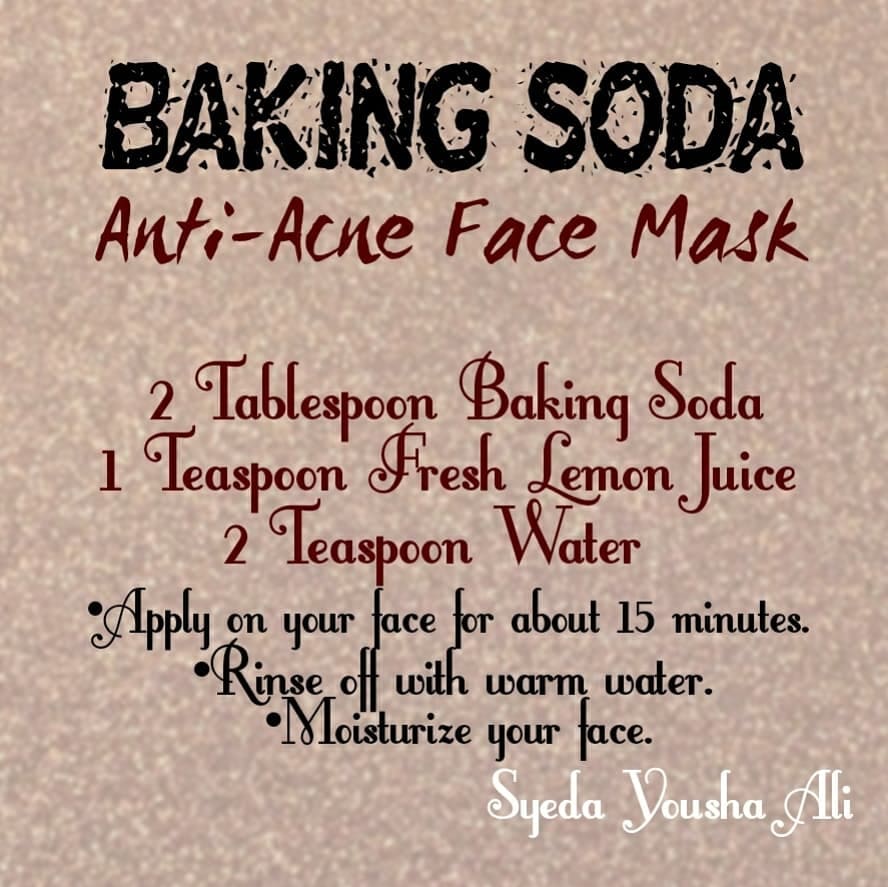 BAKING SODA
Anti-Acne Face Mask
2 Tablespoon Baking Soda
1 Teaspoon Fresh Lemon Juice
2 Teaspoon Water
•Apply on your face for about 15 minutes.
•Rinse off with warm water.
•Moisturize your face.
Syeda Yousha Ali